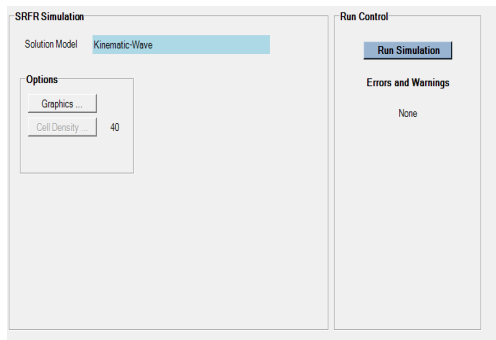 SRFR Simulation
Solution Model Kinematic-Wave
Options
Graphics ...
Cell Density ... 40
Run Control
Run Simulation
Errors and Warnings
None